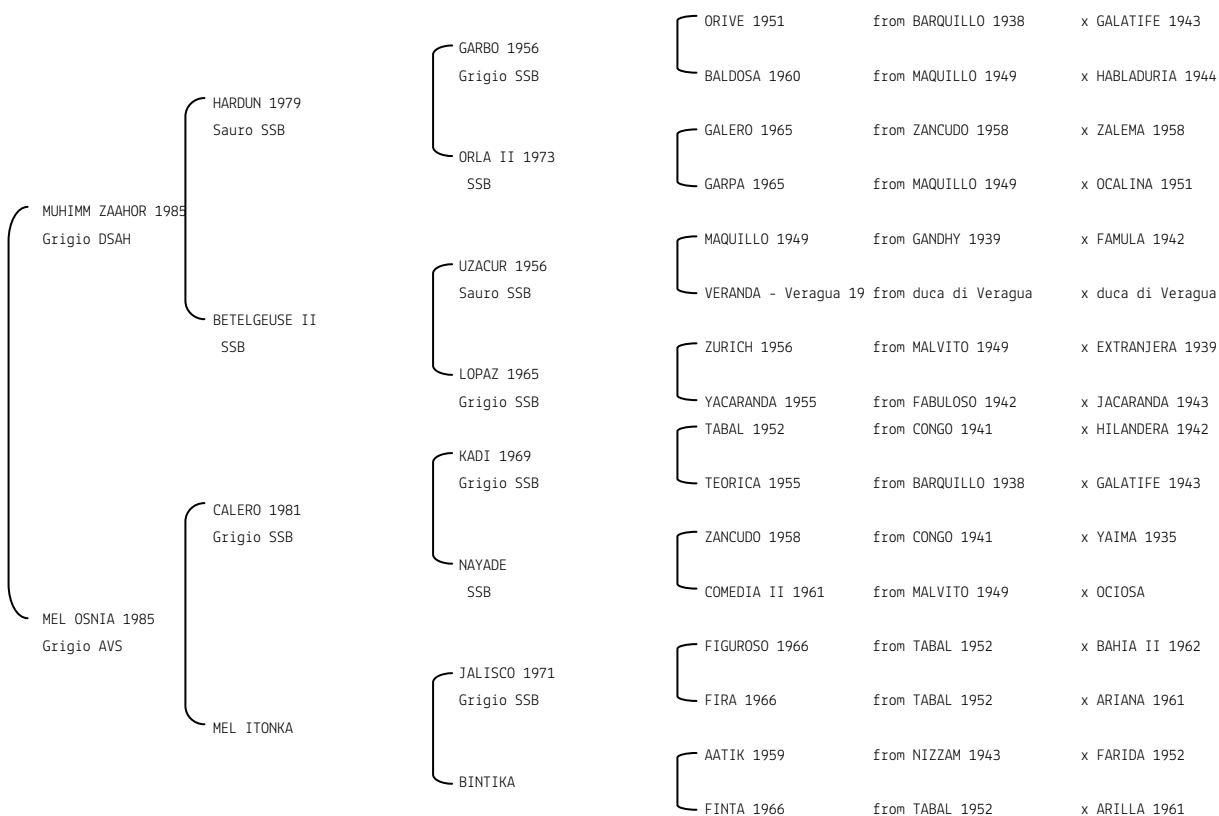 ORIVE 1951 from BARQUILLO 1938 x GALATIFE 1943
GARBO 1956
Grigio SSB
BALDOSA 1960 from MAQUILLO 1949 x HABLADURIA 1944
HARDUN 1979
Sauro SSB
GALERO 1965 from ZANCUDO 1958 x ZALEMA 1958
ORLA II 1973
SSB
GARPA 1965 from MAQUILLO 1949 x OCALINA 1951
MUHIMM ZAAHOR 1985
Grigio DSAH
MAQUILLO 1949 from GANDHY 1939 x FAMULA 1942
UZACUR 1956
Sauro SSB
VERANDA - Veragua 19 from duca di Veragua x duca di Veragua
BETELGEUSE II
SSB
ZURICH 1956 from MALVITO 1949 x EXTRANJERA 1939
LOPAZ 1965
Grigio SSB
YACARANDA 1955 from FABULOSO 1942 x JACARANDA 1943
TABAL 1952 from CONGO 1941 x HILANDERA 1942
KADI 1969
Grigio SSB
TEORICA 1955 from BARQUILLO 1938 x GALATIFE 1943
CALERO 1981
Grigio SSB
ZANCUDO 1958 from CONGO 1941 x YAIMA 1935
NAYADE
SSB
COMEDIA II 1961 from MALVITO 1949 x OCIOSA
MEL OSNIA 1985
Grigio AVS
FIGUROSO 1966 from TABAL 1952 x BAHIA II 1962
JALISCO 1971
Grigio SSB
FIRA 1966 from TABAL 1952 x ARIANA 1961
MEL ITONKA
AATIK 1959 from NIZZAM 1943 x FARIDA 1952
BINTIKA
FINTA 1966 from TABAL 1952 x ARILLA 1961